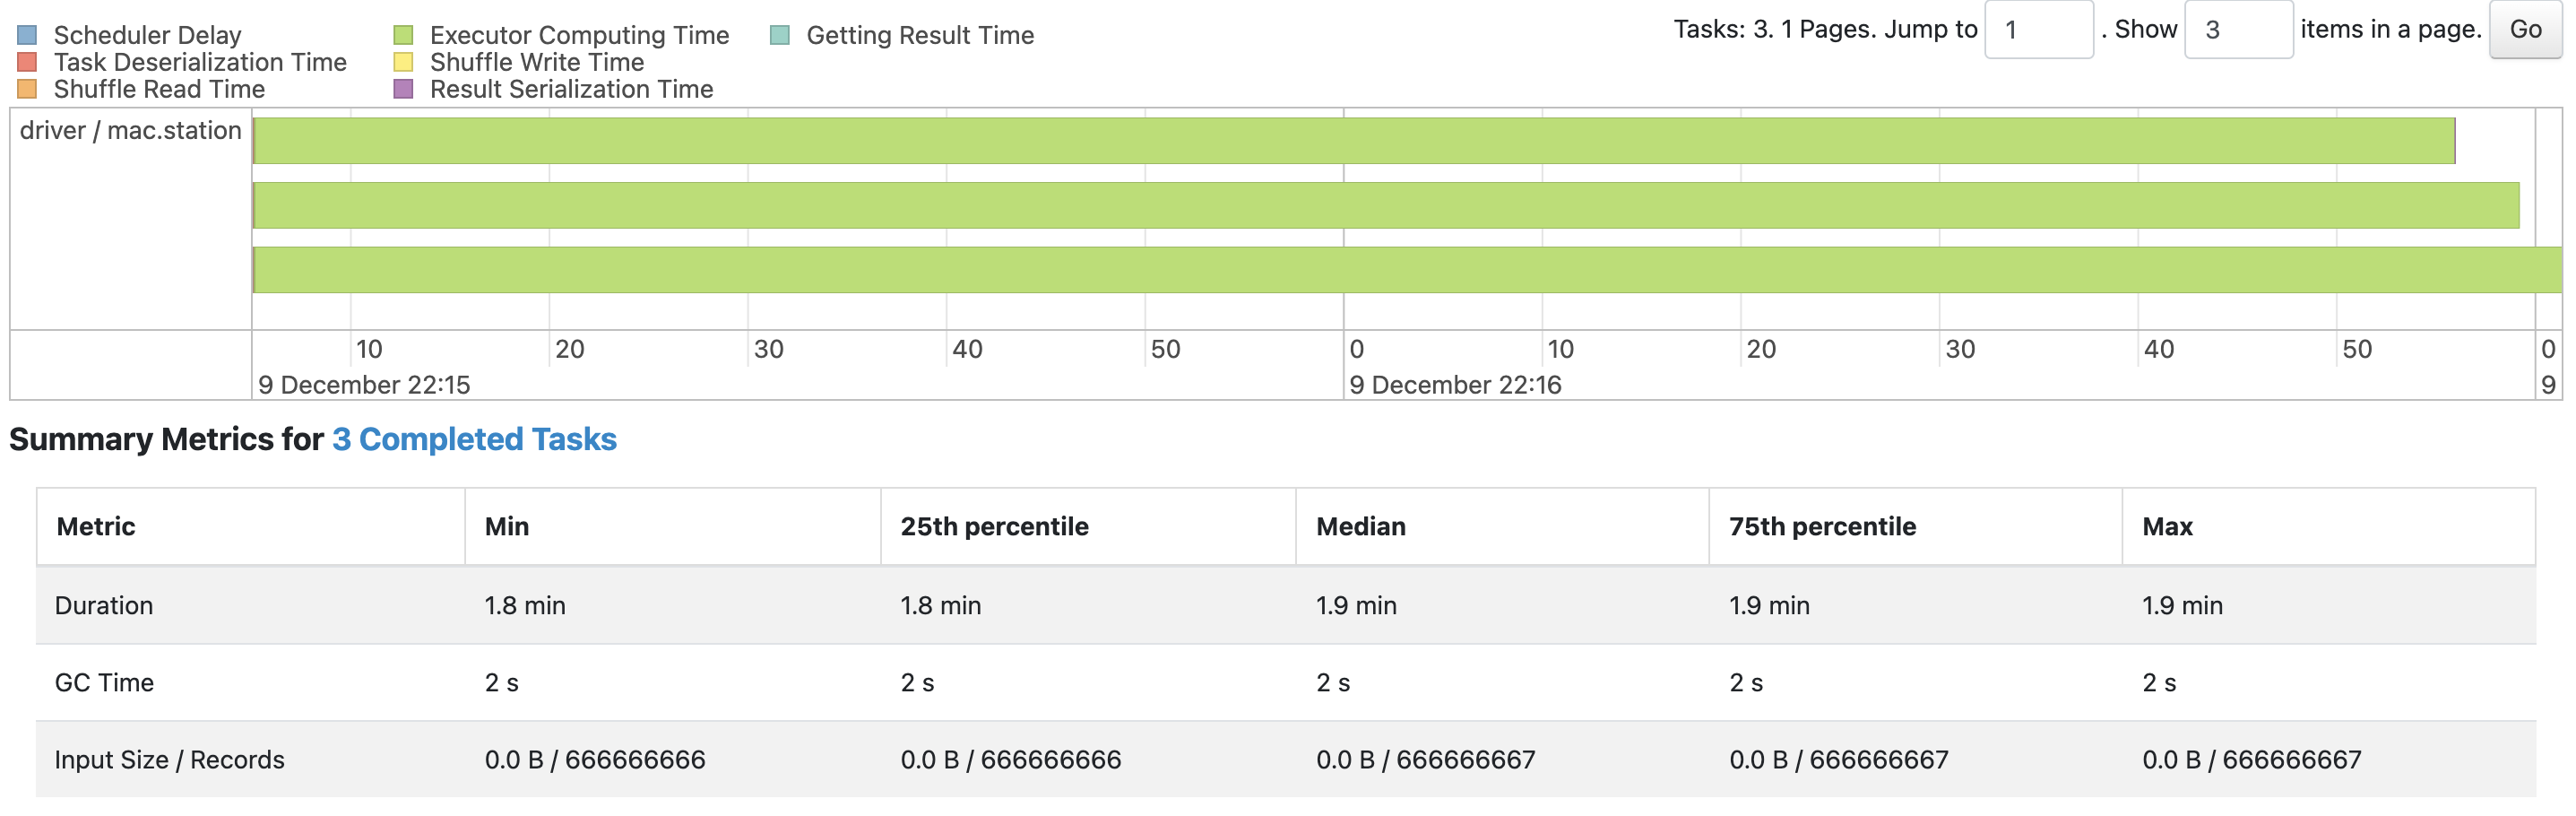 Scheduler Delay Executor Computing Time Getting Result Time
Task Deserialization Time Shuffle Write Time
Shuffle Read Time Result Serialization Time
Tasks: 3. 1 Pages. Jump to 1 . Show 3 items in a page. Go
driver / mac.station
10 20 30 40 50 0 10 20 30 40 50 0
9 December 22:15 9 December 22:16 9
Summary Metrics for 3 Completed Tasks
Metric Min 25th percentile Median 75th percentile Max
Duration 1.8 min 1.8 min 1.9 min 1.9 min 1.9 min
GC Time 2 s 2 s 2 s 2 s 2 s
Input Size / Records 0.0 B / 666666666 0.0 B / 666666666 0.0 B / 666666667 0.0 B / 666666667 0.0 B / 666666667